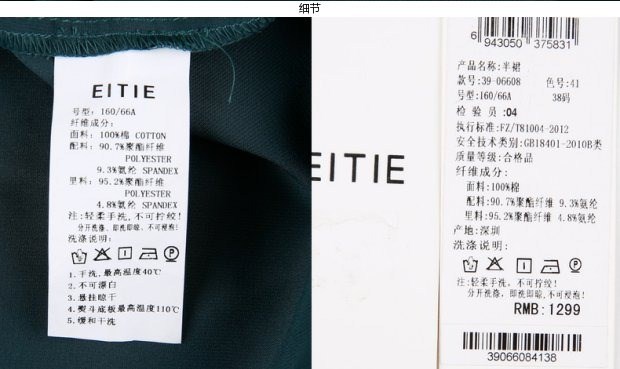 细节
EITIE
号型: 160/66A
纤维成分:
面料: 100%棉 COTTON
配料: 90.7%聚酯纤维
POLYESTER
9.3%氨纶 SPANDEX
里料: 95.2%聚酯纤维
POLYESTER
4.8%氨纶 SPANDEX
注:轻柔手洗,不可拧绞!
分开洗涤、即洗即晾、不可浸泡!
洗涤说明:
1.手洗,最高温度40℃
2.不可漂白
3.悬挂晾干
4.熨斗底板最高温度110℃
5.缓和干洗
EITIE
6 943050 375831
产品名称:半裙
款号:39-06608 色号:41
号型:160/66A 38码
检验员:04
执行标准:FZ/T81004-2012
安全技术类别:GB18401-2010B类
质量等级:合格品
纤维成分:
面料:100%棉
配料:90.7%聚酯纤维 9.3%氨纶
里料:95.2%聚酯纤维 4.8%氨纶
产地:深圳
洗涤说明:
注:轻柔手洗,不可拧绞!
分开洗涤,即洗即晾,不可浸泡!
RMB:1299
39066084138